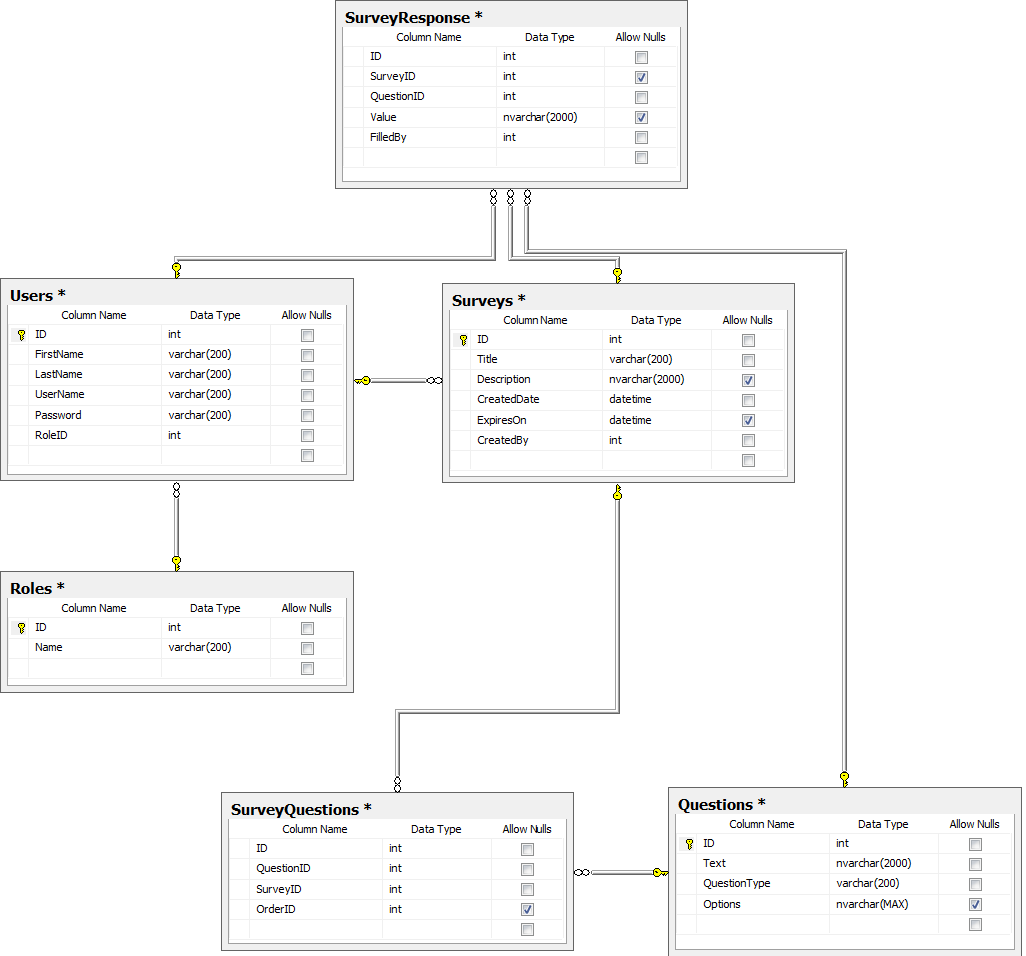 SurveyResponse *
Column Name Data Type Allow Nulls
ID int
SurveyID int
QuestionID int
Value nvarchar(2000)
FilledBy int
Users *
Column Name Data Type Allow Nulls
ID int
FirstName varchar(200)
LastName varchar(200)
UserName varchar(200)
Password varchar(200)
RoleID int
Surveys *
Column Name Data Type Allow Nulls
ID int
Title varchar(200)
Description nvarchar(2000)
CreatedDate datetime
ExpiresOn datetime
CreatedBy int
Roles *
Column Name Data Type Allow Nulls
ID int
Name varchar(200)
SurveyQuestions *
Column Name Data Type Allow Nulls
ID int
QuestionID int
SurveyID int
OrderID int
Questions *
Column Name Data Type Allow Nulls
ID int
Text nvarchar(2000)
QuestionType varchar(200)
Options nvarchar(MAX)